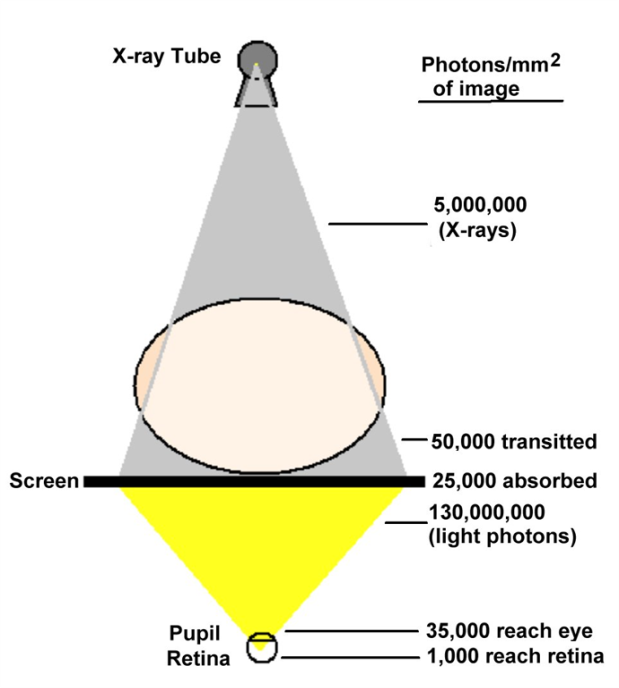 X-ray Tube
Photons/mm2
of image
5,000,000
(X-rays)
50,000 transitted
Screen
25,000 absorbed
130,000,000
(light photons)
Pupil
35,000 reach eye
Retina
1,000 reach retina